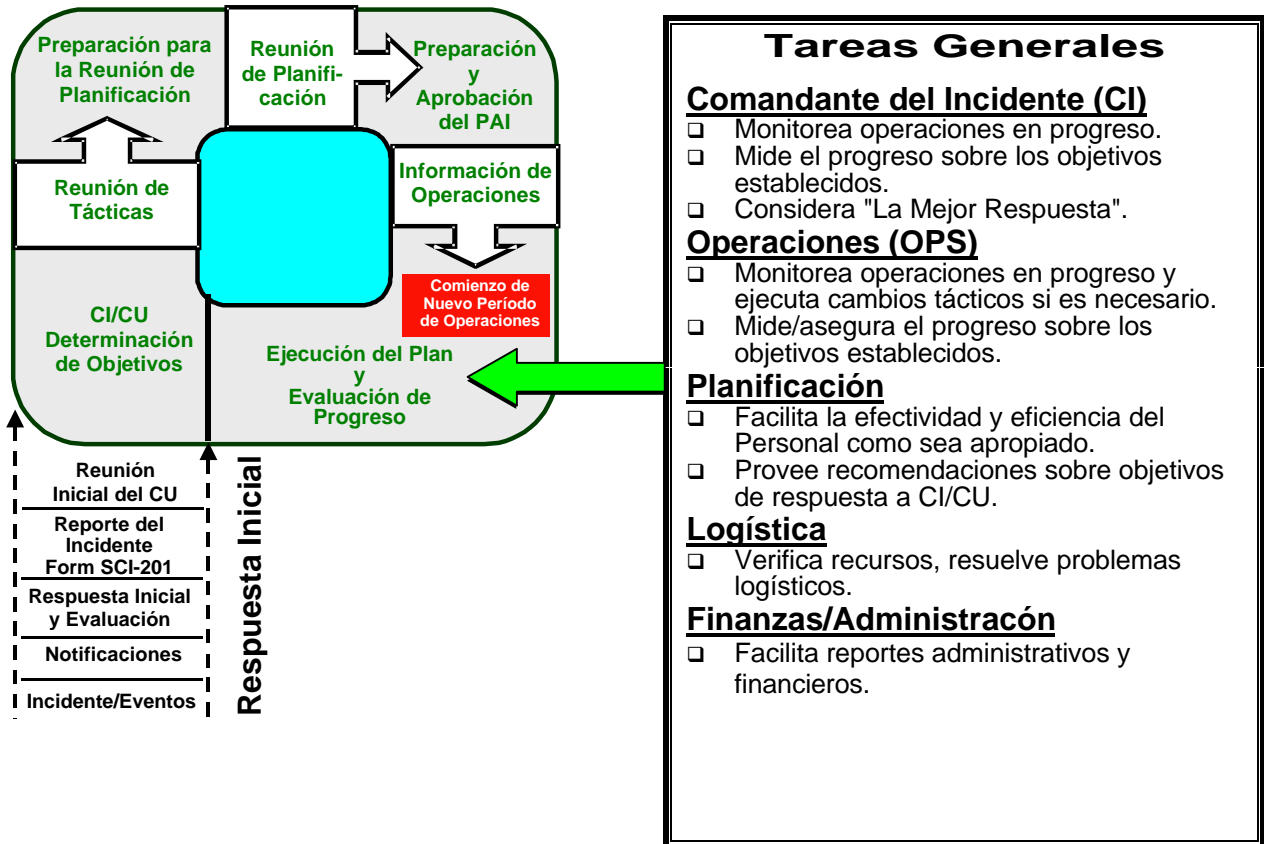 Preparación para
la Reunión de
Planificación
Reunión
de Planifi-
cación
Preparación
y
Aprobación
del PAI
Reunión de
Tácticas
Información de
Operaciones
Comienzo de
Nuevo Período
de Operaciones
CI/CU
Determinación
de Objetivos
Ejecución del Plan
y
Evaluación de
Progreso
Reunión
Inicial del CU
Reporte del
Incidente
Form SCI-201
Respuesta Inicial
y Evaluación
Notificaciones
Incidente/Eventos
Respuesta Inicial
Tareas Generales
Comandante del Incidente (CI)
❑ Monitorea operaciones en progreso.
❑ Mide el progreso sobre los objetivos
establecidos.
❑ Considera "La Mejor Respuesta".
Operaciones (OPS)
❑ Monitorea operaciones en progreso y
ejecuta cambios tácticos si es necesario.
❑ Mide/asegura el progreso sobre los
objetivos establecidos.
Planificación
❑ Facilita la efectividad y eficiencia del
Personal como sea apropiado.
❑ Provee recomendaciones sobre objetivos
de respuesta a CI/CU.
Logística
❑ Verifica recursos, resuelve problemas
logísticos.
Finanzas/Administracón
❑ Facilita reportes administrativos y
financieros.